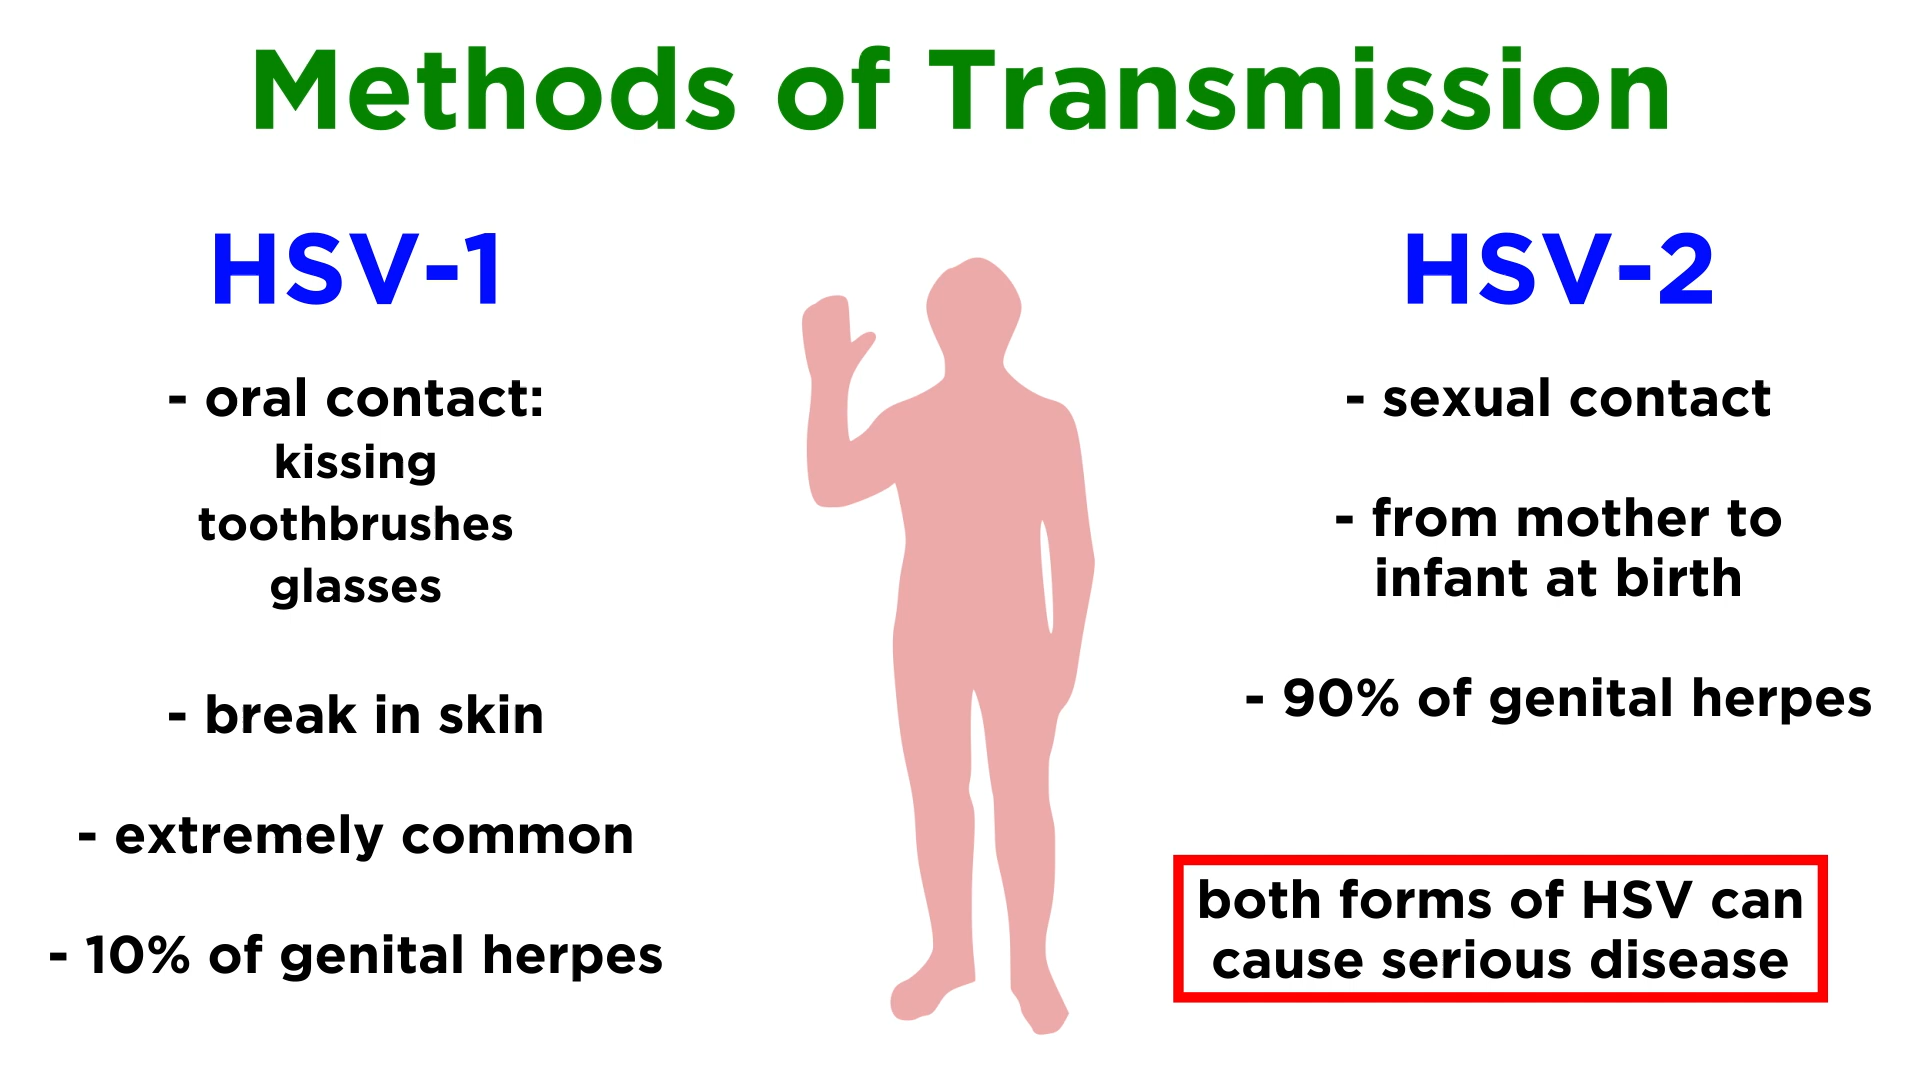 Methods of Transmission
HSV-1
- oral contact:
kissing
toothbrushes
glasses
- break in skin
- extremely common
- 10% of genital herpes
HSV-2
- sexual contact
- from mother to
infant at birth
- 90% of genital herpes
both forms of HSV can
cause serious disease